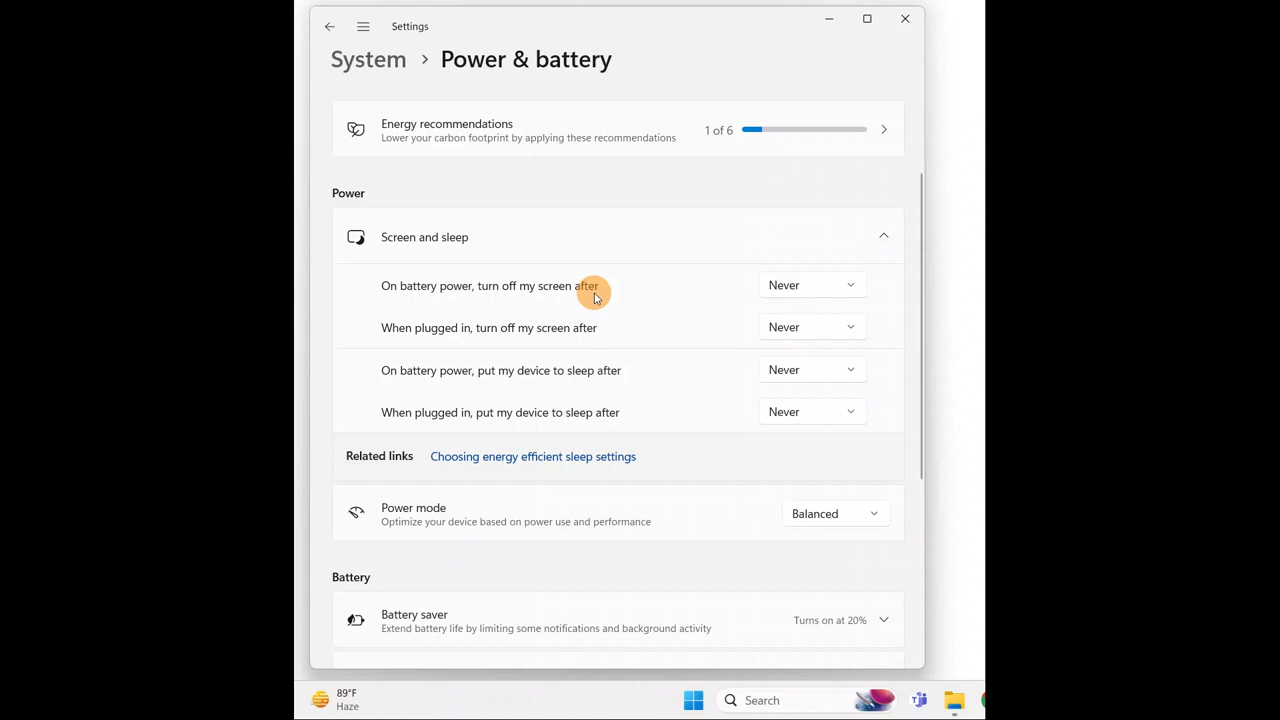 Settings
System > Power & battery
Energy recommendations
Lower your carbon footprint by applying these recommendations
1 of 6
Power
Screen and sleep
On battery power, turn off my screen after
Never
When plugged in, turn off my screen after
Never
On battery power, put my device to sleep after
Never
When plugged in, put my device to sleep after
Never
Related links Choosing energy efficient sleep settings
Power mode
Optimize your device based on power use and performance
Balanced
Battery
Battery saver
Extend battery life by limiting some notifications and background activity
Turns on at 20%
89°F
Haze
Search